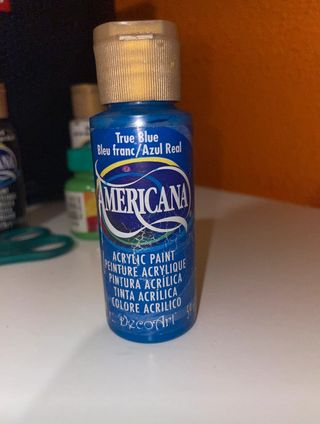 True Blue
Bleu franc/Azul Real
AMERICANA
ACRYLIC PAINT
PEINTURE ACRYLIQUE
PINTURA ACRÍLICA
TINTA ACRÍLICA
COLORE ACRILICO
DecoArt